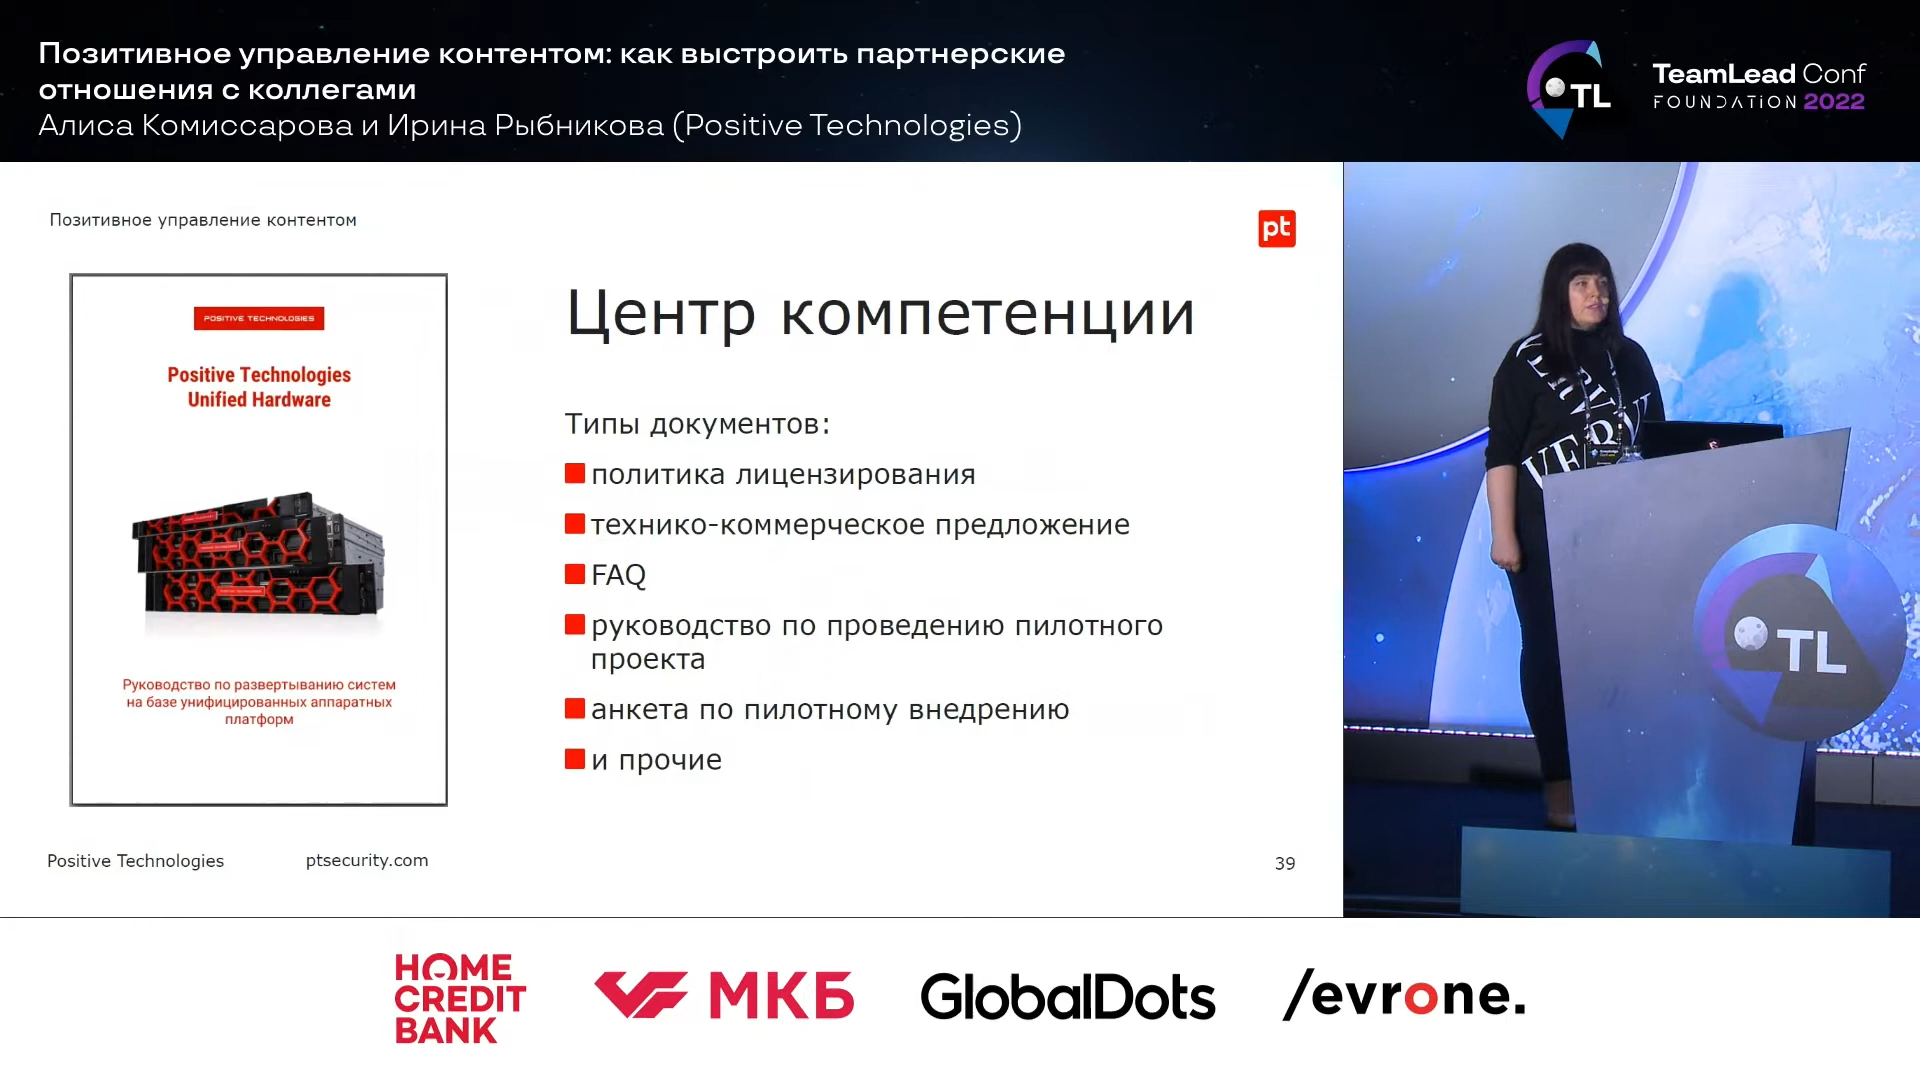 Позитивное управление контентом: как выстроить партнерские
отношения с коллегами
Алиса Комиссарова и Ирина Рыбникова (Positive Technologies)
TL
TeamLead Conf
FOUNDATION 2022
Позитивное управление контентом
pt
POSITIVE TECHNOLOGIES
Positive Technologies
Unified Hardware
Руководство по развертыванию систем
на базе унифицированных аппаратных
платформ
Центр компетенции
Типы документов:
политика лицензирования
технико-коммерческое предложение
FAQ
руководство по проведению пилотного
проекта
анкета по пилотному внедрению
и прочие
Positive Technologies
ptsecurity.com
39
TL
HOME
CREDIT
BANK
МКБ
GlobalDots
/evrone.